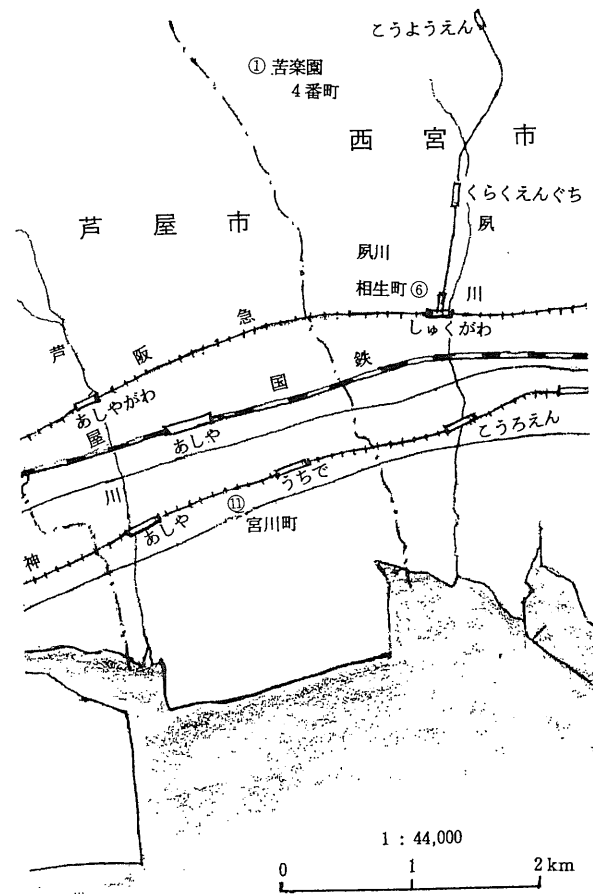 こうようえん
① 苦楽園
4番町
西宮市
くらくえんぐち
芦屋市
夙川
相生町 ⑥
夙川
しゅくがわ
阪急
国鉄
芦屋川
あしやがわ
あしや
こうろえん
うちで
⑪
宮川町
あしや
神
1 : 44,000
0 1 2 km